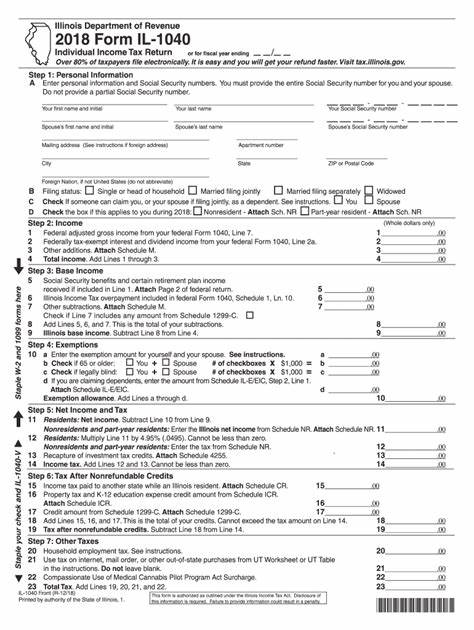 Illinois Department of Revenue
2018 Form IL-1040
Individual Income Tax Return or for fiscal year ending __/__
Over 80% of taxpayers file electronically. It is easy and you will get your refund faster. Visit tax.illinois.gov.
Step 1: Personal Information
A Enter personal information and Social Security numbers. You must provide the entire Social Security number for you and your spouse.
Do not provide a partial Social Security number.
Your first name and initial Your last name Your Social Security number
Spouse's first name and initial Spouse's last name Spouse's Social Security number
Mailing address (See instructions if foreign address) Apartment number
City State ZIP or Postal Code
Foreign Nation, if not United States (do not abbreviate)
B Filing status: Single or head of household Married filing jointly Married filing separately Widowed
C Check If someone can claim you, or your spouse if filing jointly, as a dependent. See instructions. You Spouse
D Check the box if this applies to you during 2018: Nonresident - Attach Sch. NR Part-year resident - Attach Sch. NR
Step 2: Income (Whole dollars only)
1 Federal adjusted gross income from your federal Form 1040, Line 7. 1 .00
2 Federally tax-exempt interest and dividend income from your federal Form 1040, Line 2a. 2 .00
3 Other additions. Attach Schedule M. 3 .00
4 Total income. Add Lines 1 through 3. 4 .00
Step 3: Base Income
5 Social Security benefits and certain retirement plan income
received if included in Line 1. Attach Page 2 of federal return. 5 .00
6 Illinois Income Tax overpayment included in federal Form 1040, Schedule 1, Ln. 10. 6 .00
7 Other subtractions. Attach Schedule M. 7 .00
Check if Line 7 includes any amount from Schedule 1299-C.
8 Add Lines 5, 6, and 7. This is the total of your subtractions. 8 .00
9 Illinois base income. Subtract Line 8 from Line 4. 9 .00
Staple W-2 and 1099 forms here
Step 4: Exemptions
10 a Enter the exemption amount for yourself and your spouse. See instructions. a .00
b Check if 65 or older: You + Spouse # of checkboxes X $1,000 = b .00
c Check if legally blind: You + Spouse # of checkboxes X $1,000 = c .00
d If you are claiming dependents, enter the amount from Schedule IL-E/EIC, Step 2, Line 1.
Attach Schedule IL-E/EIC. d .00
Exemption allowance. Add Lines a through d. 10 .00
Step 5: Net Income and Tax
11 Residents: Net income. Subtract Line 10 from Line 9.
Nonresidents and part-year residents: Enter the Illinois net income from Schedule NR. Attach Schedule NR. 11 .00
12 Residents: Multiply Line 11 by 4.95% (.0495). Cannot be less than zero.
Nonresidents and part-year residents: Enter the tax from Schedule NR. 12 .00
13 Recapture of investment tax credits. Attach Schedule 4255. 13 .00
14 Income tax. Add Lines 12 and 13. Cannot be less than zero. 14 .00
Staple your check and IL-1040-V
Step 6: Tax After Nonrefundable Credits
15 Income tax paid to another state while an Illinois resident. Attach Schedule CR. 15 .00
16 Property tax and K-12 education expense credit amount from Schedule ICR.
Attach Schedule ICR. 16 .00
17 Credit amount from Schedule 1299-C. Attach Schedule 1299-C. 17 .00
18 Add Lines 15, 16, and 17. This is the total of your credits. Cannot exceed the tax amount on Line 14. 18 .00
19 Tax after nonrefundable credits. Subtract Line 18 from Line 14. 19 .00
Step 7: Other Taxes
20 Household employment tax. See instructions. 20 .00
21 Use tax on internet, mail order, or other out-of-state purchases from UT Worksheet or UT Table
in the instructions. Do not leave blank. 21 .00
22 Compassionate Use of Medical Cannabis Pilot Program Act Surcharge. 22 .00
23 Total Tax. Add Lines 19, 20, 21, and 22. 23 .00
IL-1040 Front (R-12/18)
Printed by authority of the State of Illinois, 1.
This form is authorized as outlined under the Illinois Income Tax Act. Disclosure of
this information is required. Failure to provide information could result in a penalty.